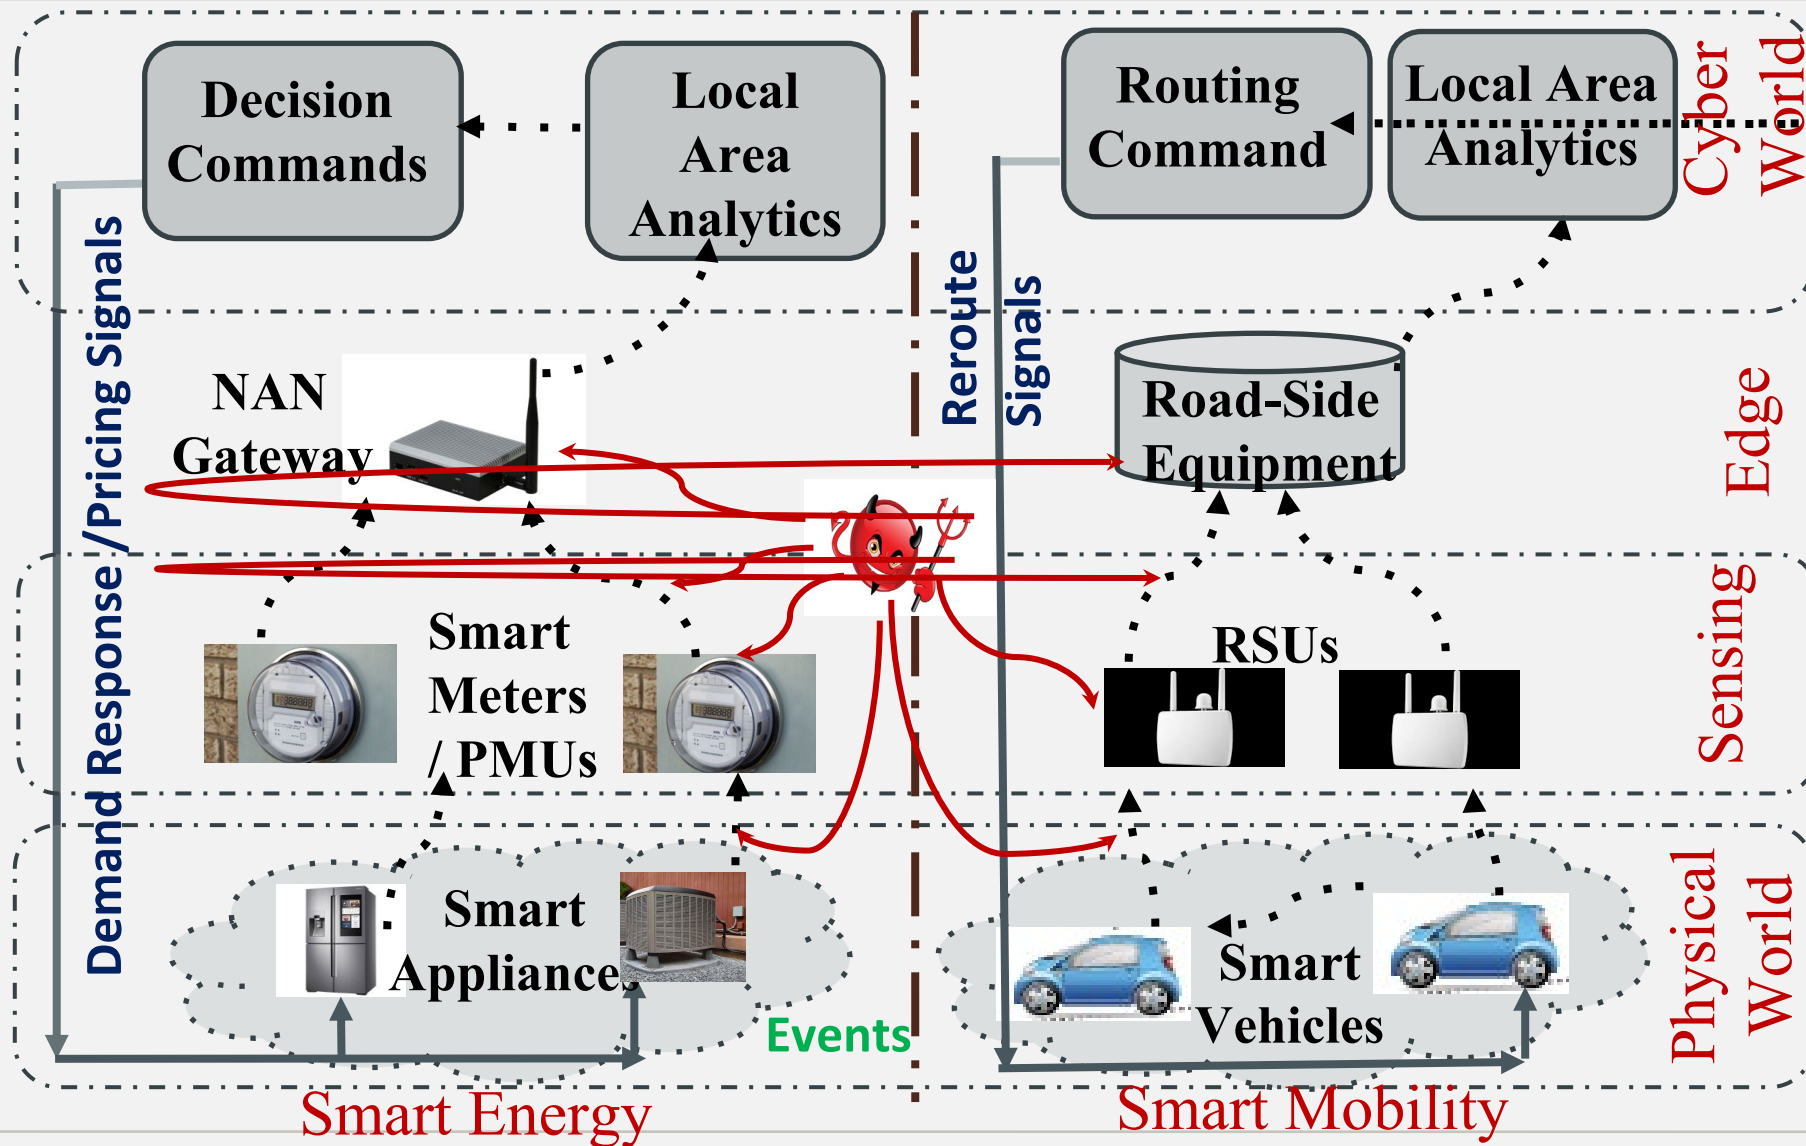 Decision
Commands
Local
Area
Analytics
Routing
Command
Local Area
Analytics
Cyber
World
Demand Response /Pricing Signals
Reroute
Signals
NAN
Gateway
Road-Side
Equipment
Edge
Smart
Meters
/ PMUs
RSUs
Sensing
Smart
Appliances
Events
Smart
Vehicles
Physical
World
Smart Energy
Smart Mobility